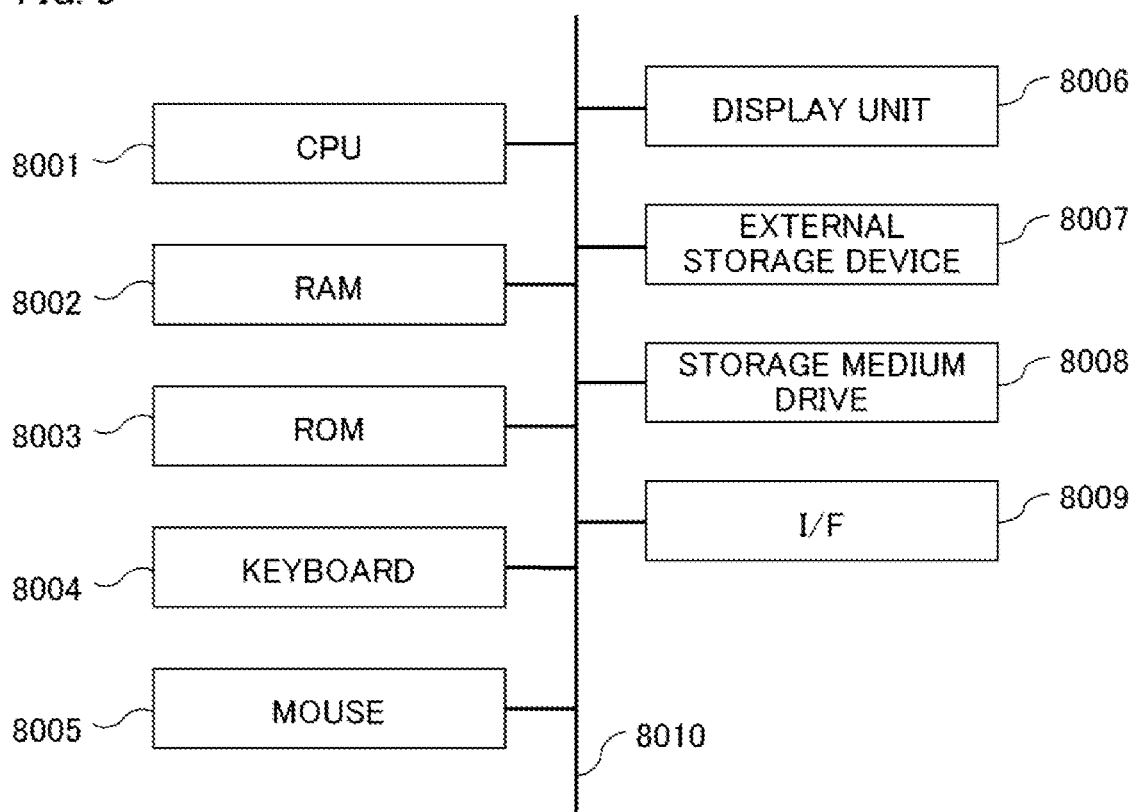 8001
CPU
8002
RAM
8003
ROM
8004
KEYBOARD
8005
MOUSE
DISPLAY UNIT
8006
EXTERNAL
STORAGE DEVICE
8007
STORAGE MEDIUM
DRIVE
8008
I/F
8009
8010